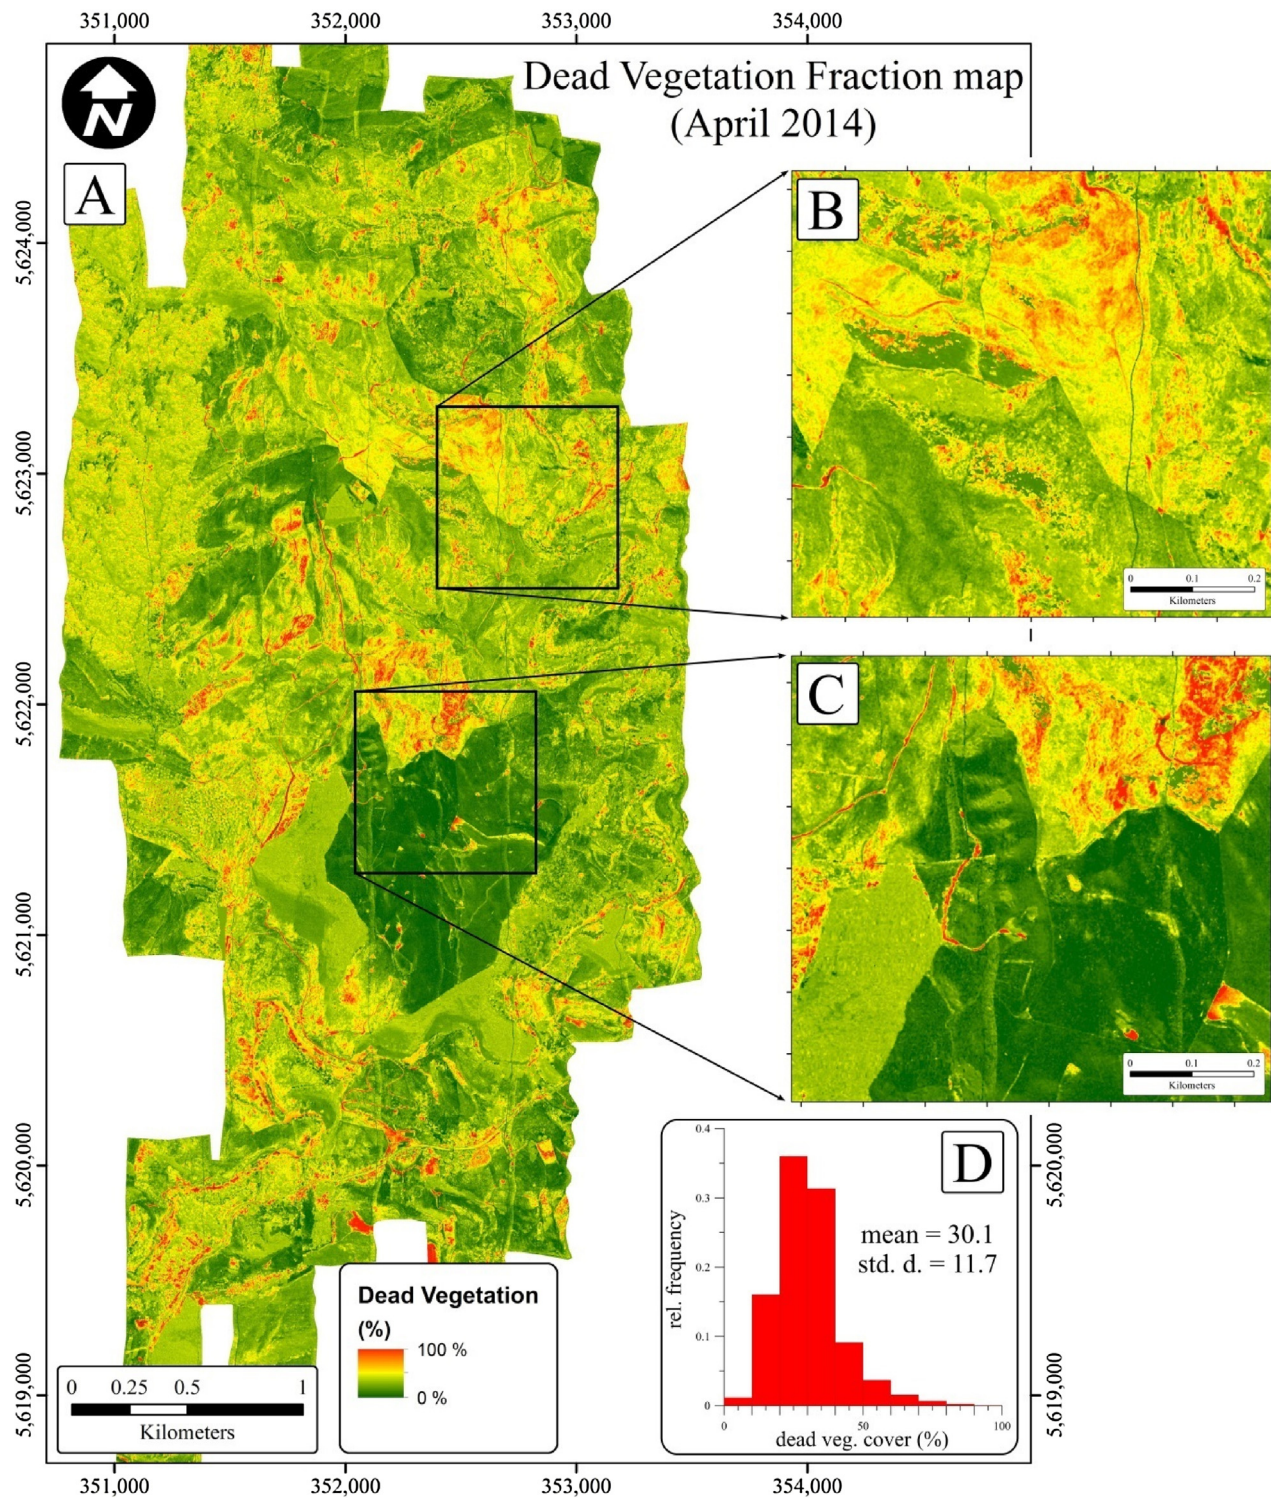 351,000
352,000
353,000
354,000
Dead Vegetation Fraction map
(April 2014)
N
A
B
C
D
5,624,000
5,623,000
5,622,000
5,621,000
5,620,000
5,619,000
0 0.1 0.2
Kilometers
0 0.1 0.2
Kilometers
5,620,000
5,619,000
0.4
0.3
0.2
0.1
0
rel. frequency
mean = 30.1
std. d. = 11.7
0 50 100
dead veg. cover (%)
Dead Vegetation
(%)
100 %
0 %
0 0.25 0.5 1
Kilometers
351,000
352,000
353,000
354,000